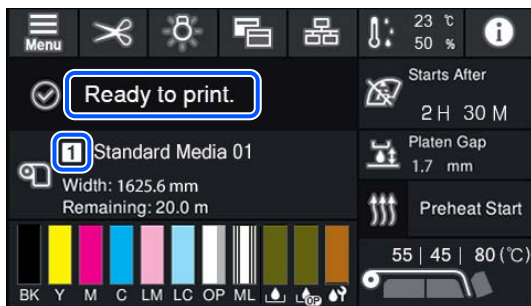 Menu
23 ℃
50 %
i
Ready to print.
Starts After
2 H 30 M
1 Standard Media 01
Width: 1625.6 mm
Remaining: 20.0 m
Platen Gap
1.7 mm
Preheat Start
55 | 45 | 80 (℃)
BK Y M C LM LC OP ML OP